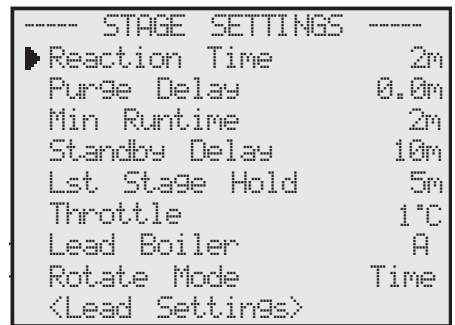 ----- STAGE SETTINGS -----
Reaction Time 2m
Purge Delay 0.0m
Min Runtime 2m
Standby Delay 10m
Lst Stage Hold 5m
Throttle 1°C
Lead Boiler A
Rotate Mode Time
<Lead Settings>